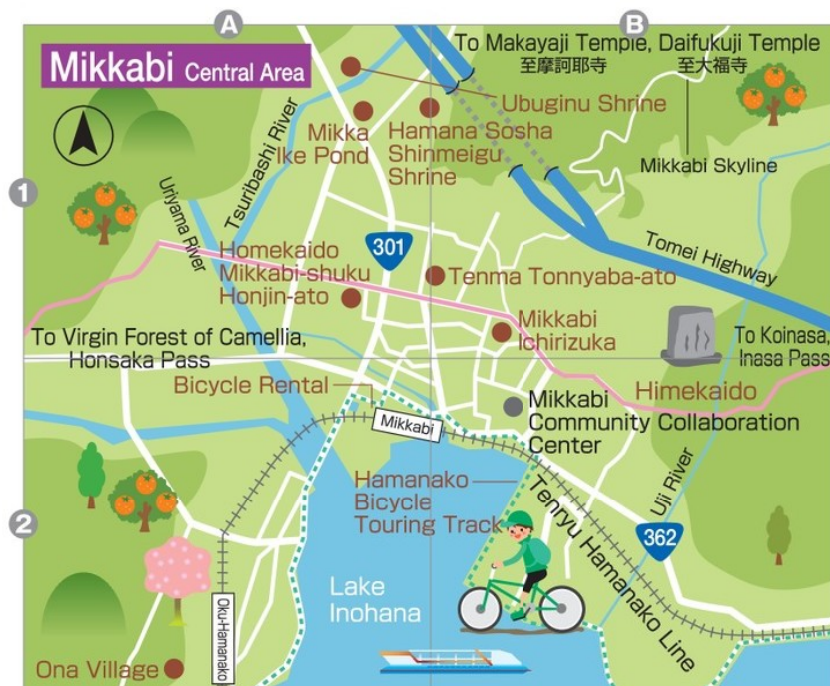 A
B
Mikkabi Central Area
To Makayaji Temple, Daifukuji Temple
至摩訶耶寺 至大福寺
Ubuginu Shrine
Mikka
Ike Pond
Hamana Sosha
Shinmeigu
Shrine
Mikkabi Skyline
Tsuribashi River
Uriyama River
1
301
Tomei Highway
Homekaido
Mikkabi-shuku
Honjin-ato
Tenma Tonnyaba-ato
Mikkabi
Ichirizuka
To Virgin Forest of Camellia,
Honsaka Pass
To Koinasa,
Inasa Pass
Bicycle Rental
Himekaido
Mikkabi
Mikkabi
Community Collaboration
Center
Hamanako
Bicycle
Touring Track
Uji River
2
362
Tenryu Hamanako Line
Lake
Inohana
Oku-Hamanako
Ona Village